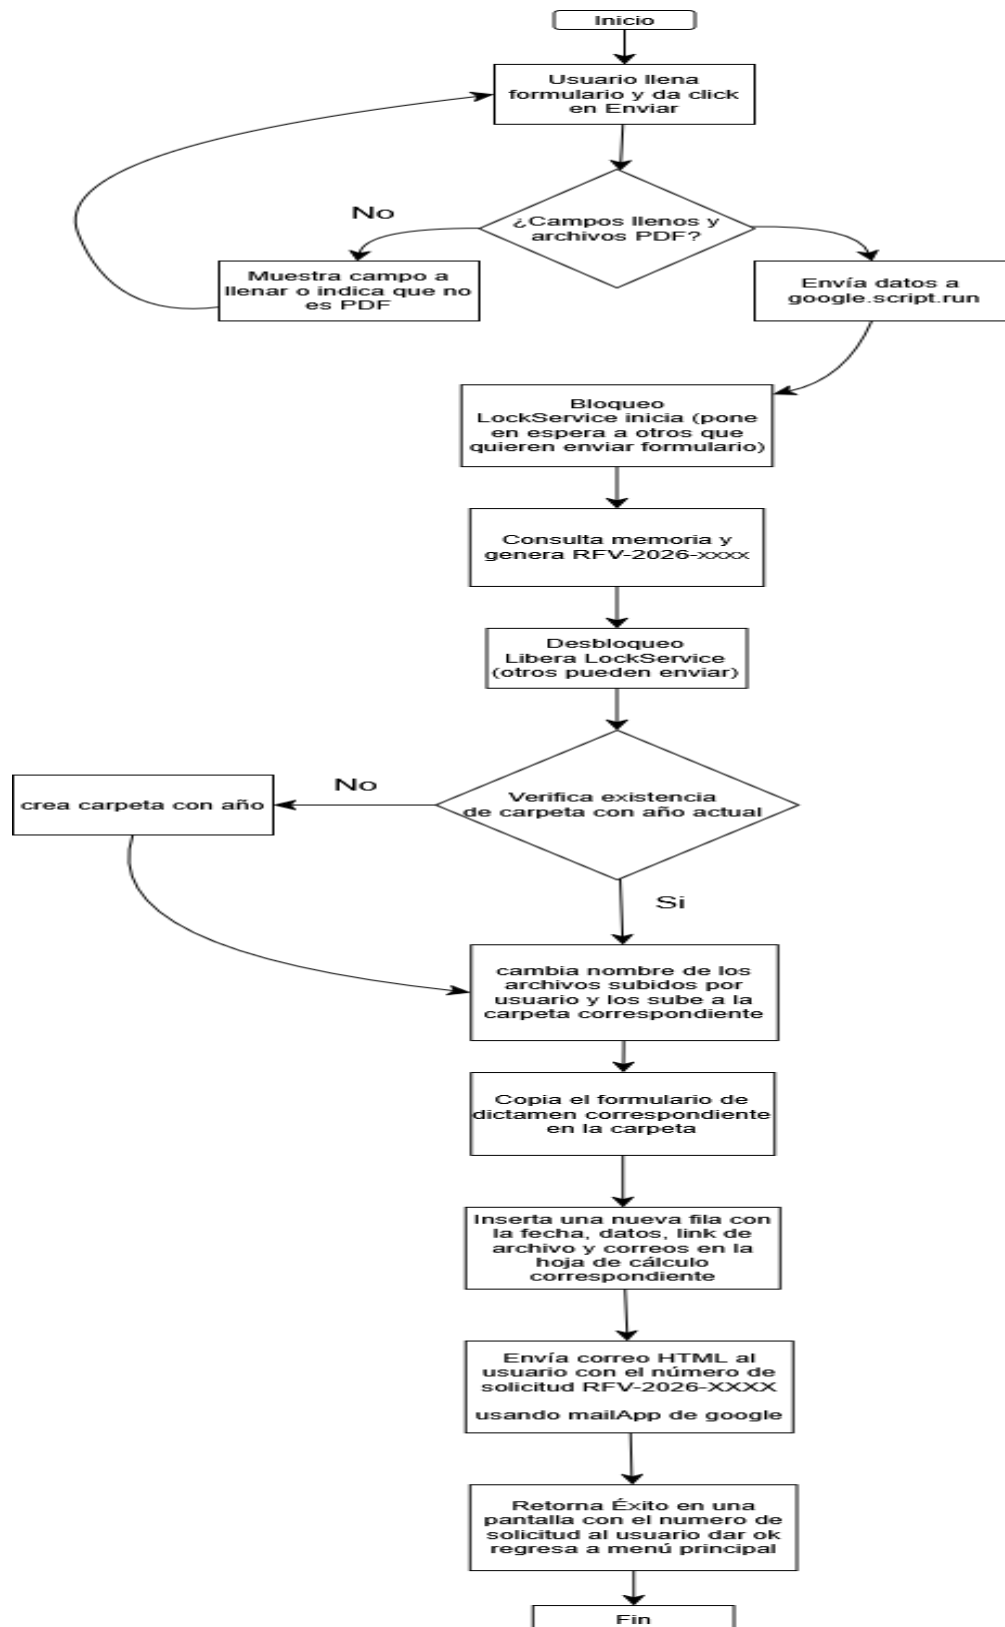 Inicio
Usuario llena
formulario y da click
en Enviar
¿Campos llenos y
archivos PDF?
No
Muestra campo a
llenar o indica que no
es PDF
Envía datos a
google.script.run
Bloqueo
LockService inicia (pone
en espera a otros que
quieren enviar formulario)
Consulta memoria y
genera RFV-2026-xxxx
Desbloqueo
Libera LockService
(otros pueden enviar)
Verifica existencia
de carpeta con año actual
No
crea carpeta con año
Si
cambia nombre de los
archivos subidos por
usuario y los sube a la
carpeta correspondiente
Copia el formulario de
dictamen correspondiente
en la carpeta
Inserta una nueva fila con
la fecha, datos, link de
archivo y correos en la
hoja de cálculo
correspondiente
Envía correo HTML al
usuario con el número de
solicitud RFV-2026-XXXX
usando mailApp de google
Retorna Éxito en una
pantalla con el numero de
solicitud al usuario dar ok
regresa a menú principal
Fin